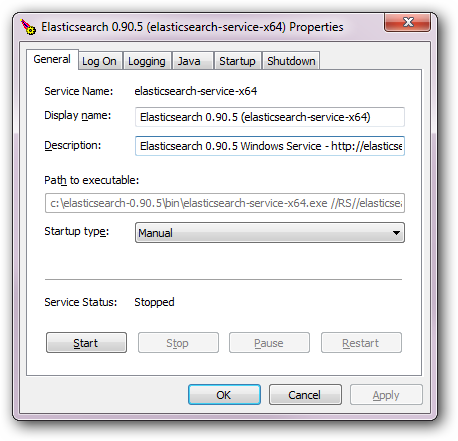 Elasticsearch 0.90.5 (elasticsearch-service-x64) Properties
General Log On Logging Java Startup Shutdown
Service Name: elasticsearch-service-x64
Display name: Elasticsearch 0.90.5 (elasticsearch-service-x64)
Description: Elasticsearch 0.90.5 Windows Service - http://elasticse
Path to executable:
c:\elasticsearch-0.90.5\bin\elasticsearch-service-x64.exe //RS//elasticsea
Startup type: Manual
Service Status: Stopped
Start Stop Pause Restart
OK Cancel Apply